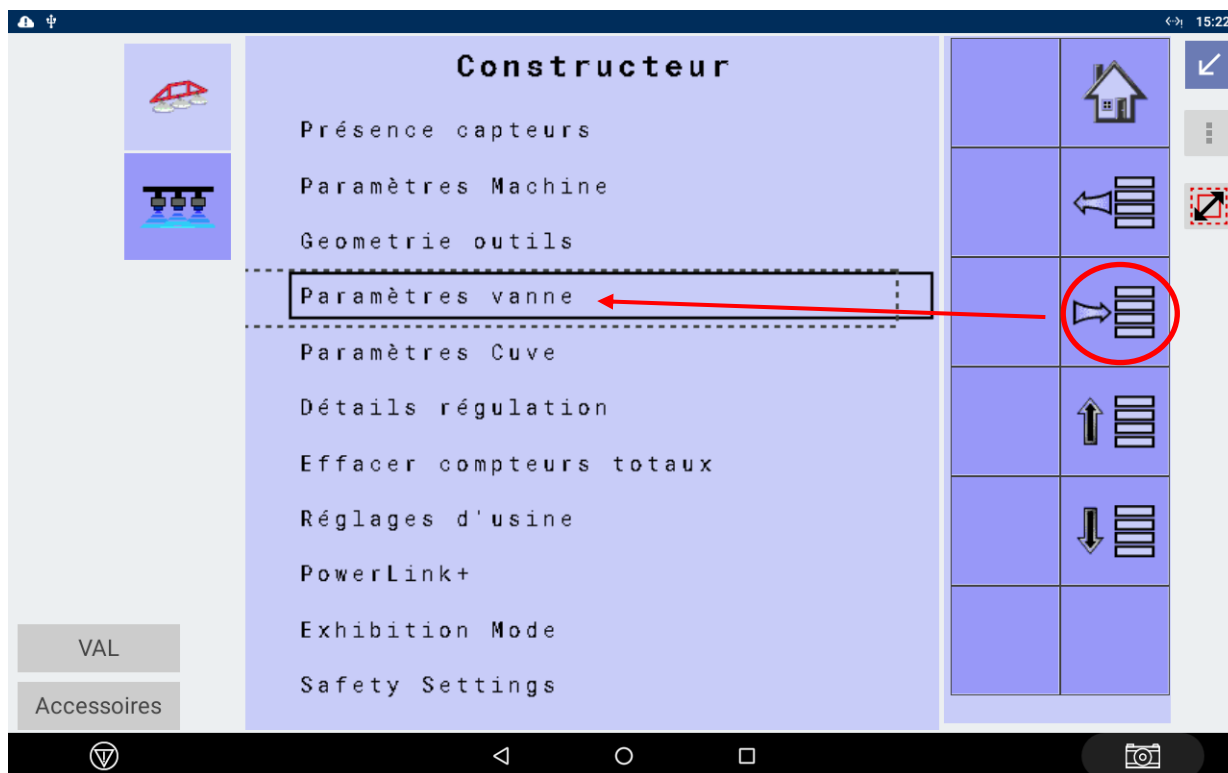 15:22
Constructeur
Présence capteurs
Paramètres Machine
Geometrie outils
Paramètres vanne
Paramètres Cuve
Détails régulation
Effacer compteurs totaux
Réglages d'usine
PowerLink+
Exhibition Mode
Safety Settings
VAL
Accessoires